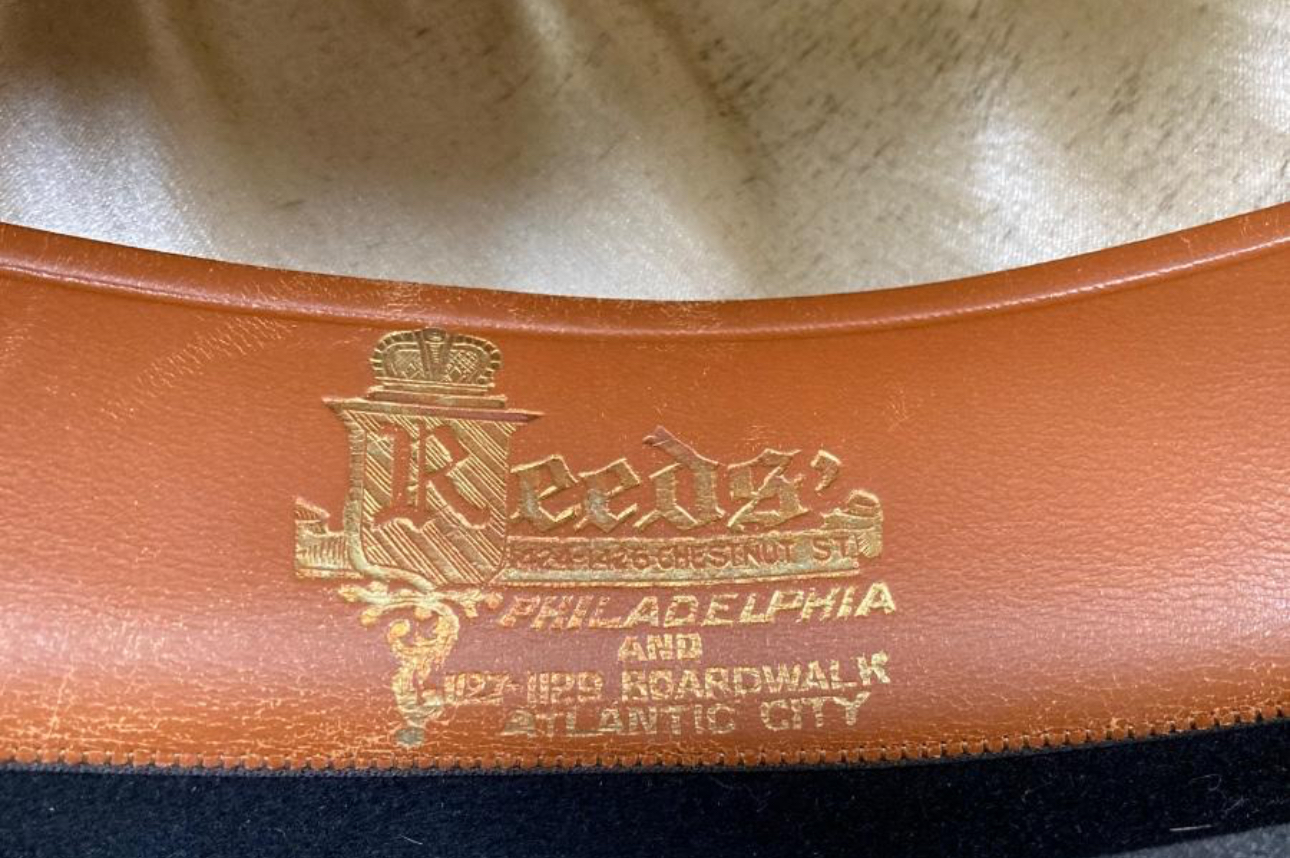 Reeds'
1424-1426 CHESTNUT ST.
PHILADELPHIA
AND
1127-1129 BOARDWALK
ATLANTIC CITY